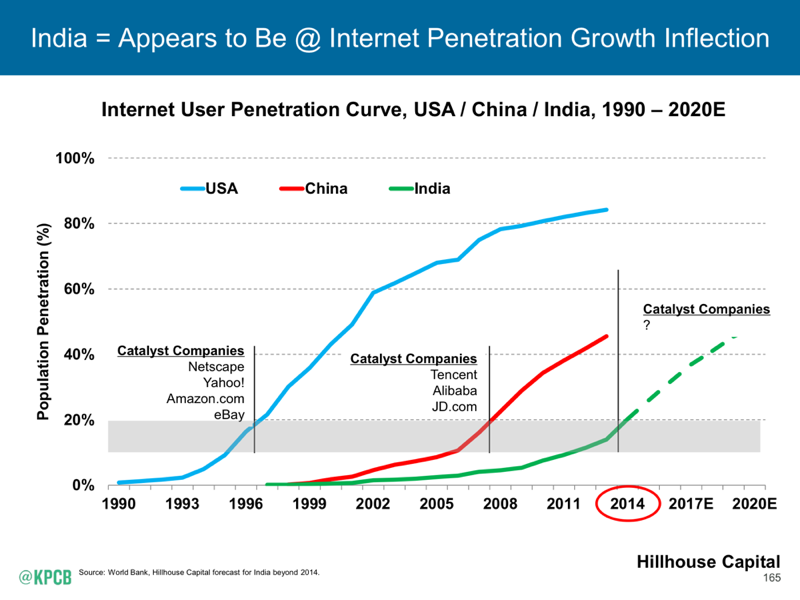 India = Appears to Be @ Internet Penetration Growth Inflection
Internet User Penetration Curve, USA / China / India, 1990 – 2020E
100%
80%
60%
40%
20%
0%
Population Penetration (%)
USA
China
India
Catalyst Companies
Netscape
Yahoo!
Amazon.com
eBay
Catalyst Companies
Tencent
Alibaba
JD.com
Catalyst Companies
?
1990 1993 1996 1999 2002 2005 2008 2011 2014 2017E 2020E
Hillhouse Capital
@KPCB
Source: World Bank, Hillhouse Capital forecast for India beyond 2014.
165